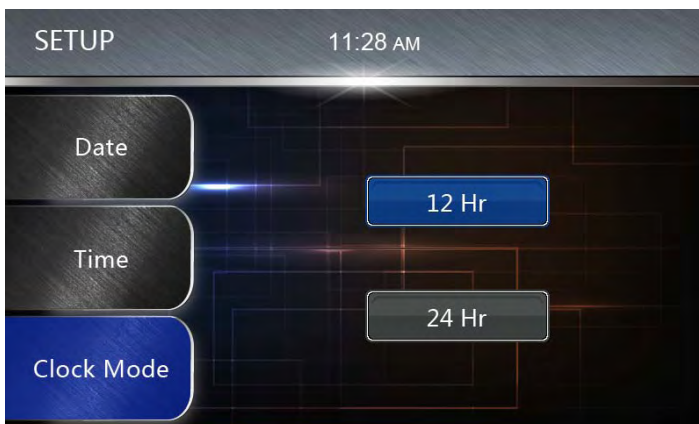 SETUP
11:28 AM
Date
Time
Clock Mode
12 Hr
24 Hr